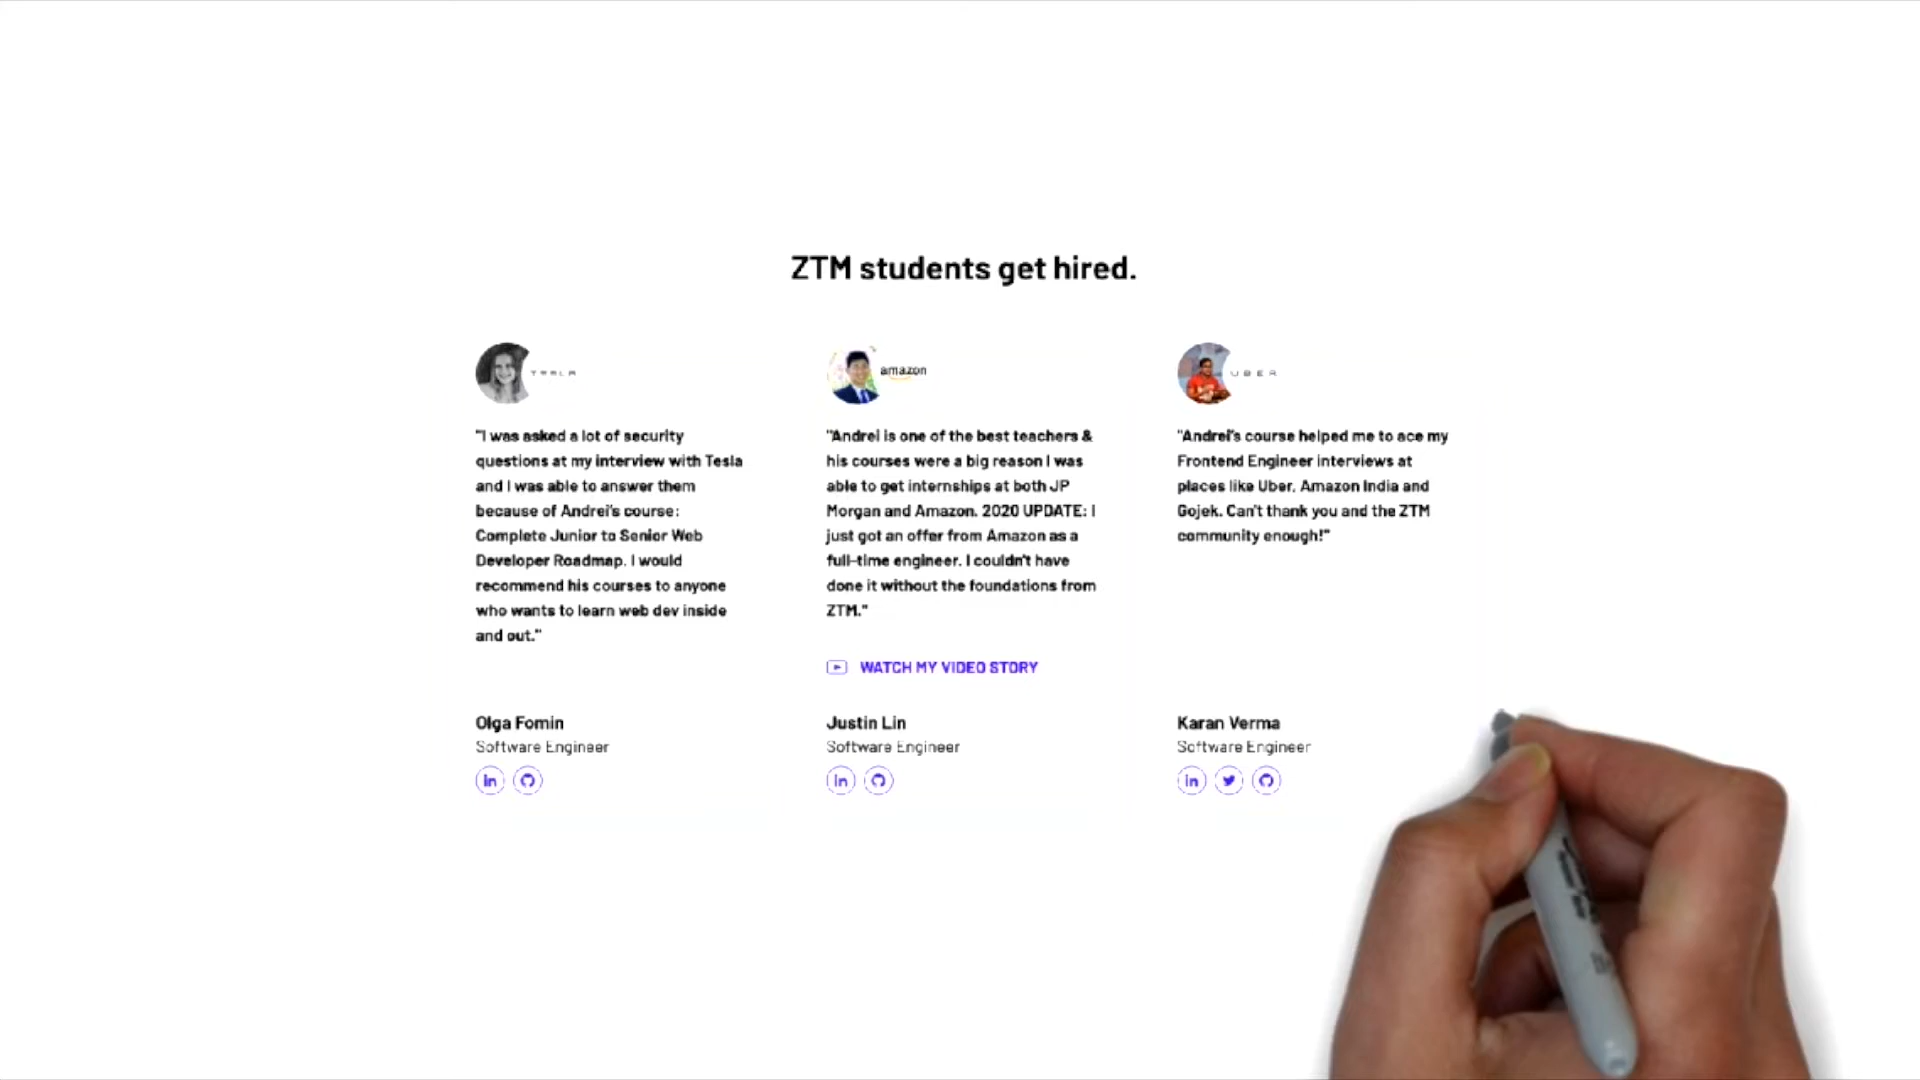 ZTM students get hired.
TESLA
"I was asked a lot of security
questions at my interview with Tesla
and I was able to answer them
because of Andrei's course:
Complete Junior to Senior Web
Developer Roadmap. I would
recommend his courses to anyone
who wants to learn web dev inside
and out."
Olga Fomin
Software Engineer
in
amazon
"Andrei is one of the best teachers &
his courses were a big reason I was
able to get internships at both JP
Morgan and Amazon. 2020 UPDATE: I
just got an offer from Amazon as a
full-time engineer. I couldn't have
done it without the foundations from
ZTM."
WATCH MY VIDEO STORY
Justin Lin
Software Engineer
in
UBER
"Andrei's course helped me to ace my
Frontend Engineer interviews at
places like Uber, Amazon India and
Gojek. Can't thank you and the ZTM
community enough!"
Karan Verma
Software Engineer
in